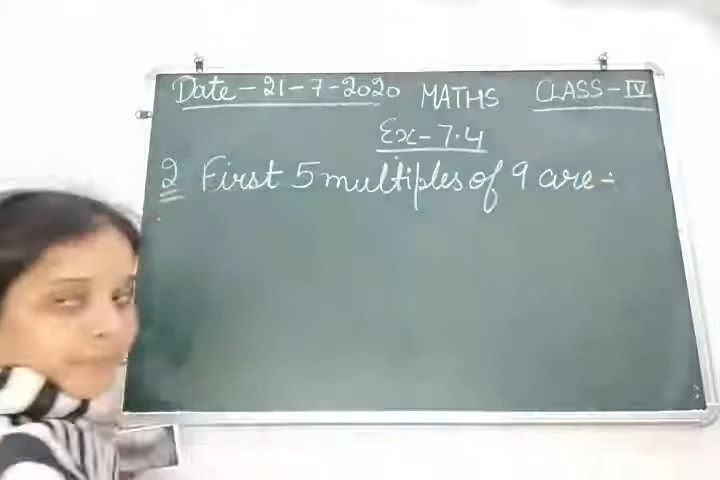 Date - 21-7-2020 MATHS CLASS-IV
Ex-7.4
2 First 5 multiples of 9 are :-